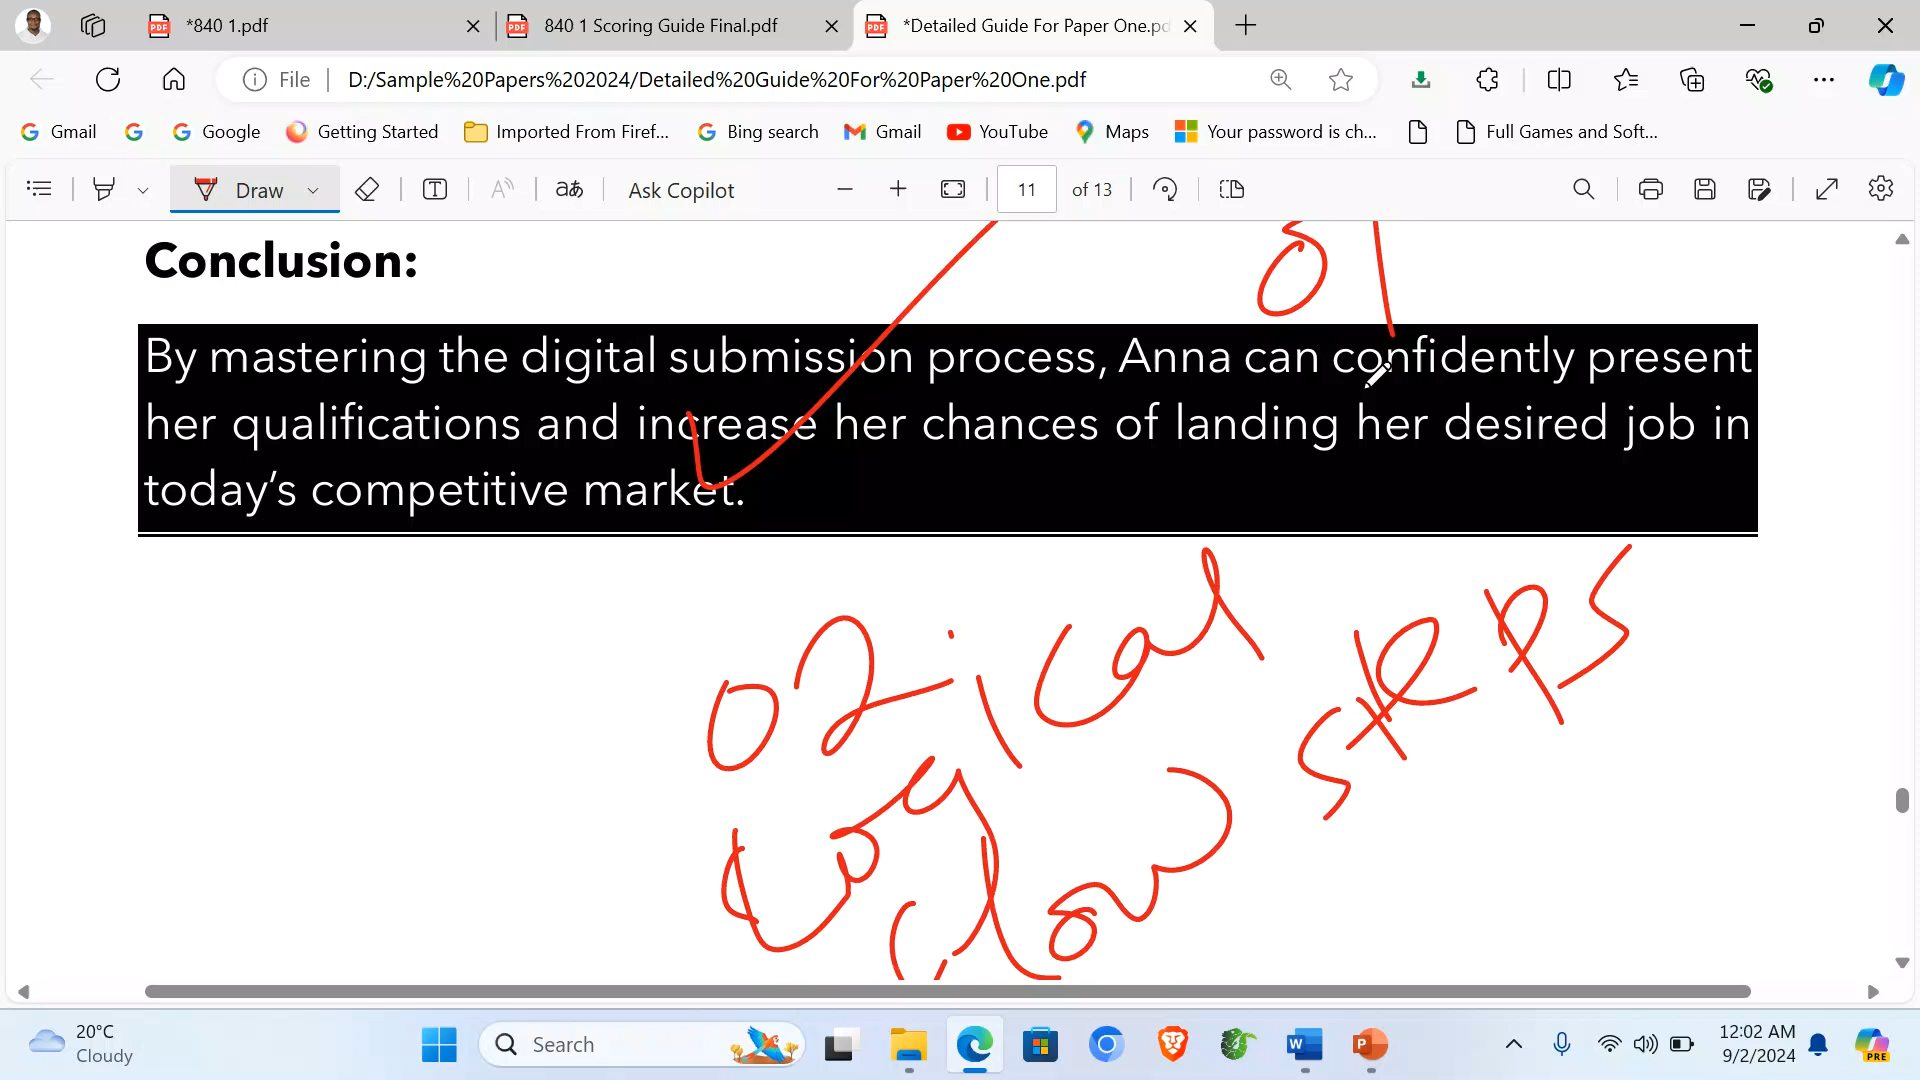 *840 1.pdf
840 1 Scoring Guide Final.pdf
*Detailed Guide For Paper One.pd
File
D:/Sample%20Papers%202024/Detailed%20Guide%20For%20Paper%20One.pdf
Gmail
Google
Getting Started
Imported From Firef...
Bing search
Gmail
YouTube
Maps
Your password is ch...
Full Games and Soft...
Draw
Ask Copilot
11 of 13
Conclusion:
By mastering the digital submission process, Anna can confidently present
her qualifications and increase her chances of landing her desired job in
today's competitive market.
steps
20°C
Cloudy
Search
12:02 AM
9/2/2024
PRE